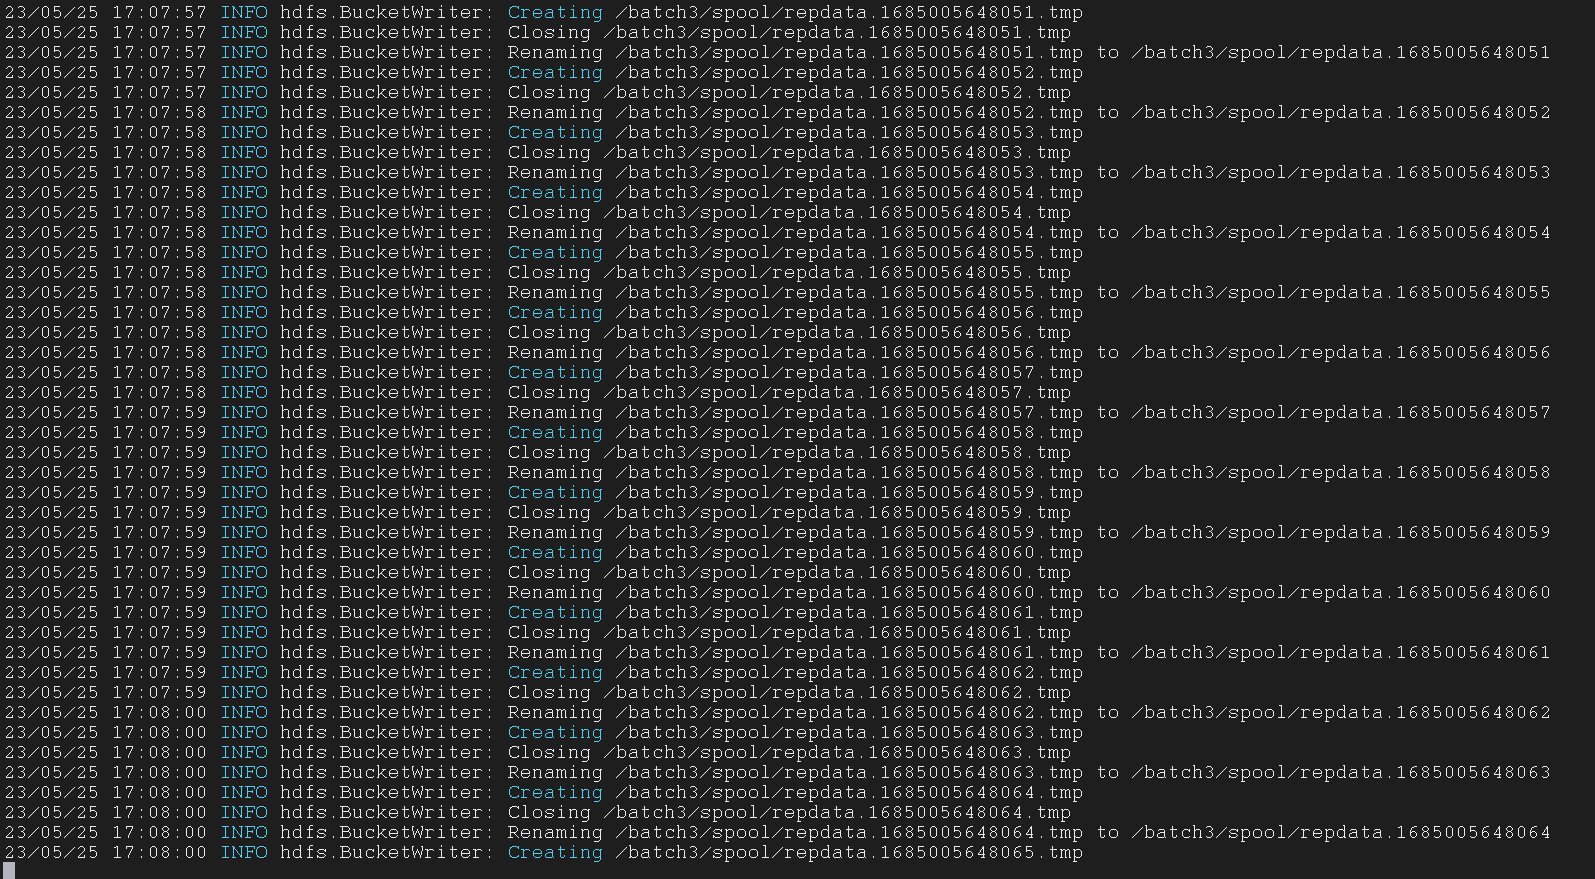 23/05/25 17:07:57 INFO hdfs.BucketWriter: Creating /batch3/spool/repdata.1685005648051.tmp
23/05/25 17:07:57 INFO hdfs.BucketWriter: Closing /batch3/spool/repdata.1685005648051.tmp
23/05/25 17:07:57 INFO hdfs.BucketWriter: Renaming /batch3/spool/repdata.1685005648051.tmp to /batch3/spool/repdata.1685005648051
23/05/25 17:07:57 INFO hdfs.BucketWriter: Creating /batch3/spool/repdata.1685005648052.tmp
23/05/25 17:07:57 INFO hdfs.BucketWriter: Closing /batch3/spool/repdata.1685005648052.tmp
23/05/25 17:07:58 INFO hdfs.BucketWriter: Renaming /batch3/spool/repdata.1685005648052.tmp to /batch3/spool/repdata.1685005648052
23/05/25 17:07:58 INFO hdfs.BucketWriter: Creating /batch3/spool/repdata.1685005648053.tmp
23/05/25 17:07:58 INFO hdfs.BucketWriter: Closing /batch3/spool/repdata.1685005648053.tmp
23/05/25 17:07:58 INFO hdfs.BucketWriter: Renaming /batch3/spool/repdata.1685005648053.tmp to /batch3/spool/repdata.1685005648053
23/05/25 17:07:58 INFO hdfs.BucketWriter: Creating /batch3/spool/repdata.1685005648054.tmp
23/05/25 17:07:58 INFO hdfs.BucketWriter: Closing /batch3/spool/repdata.1685005648054.tmp
23/05/25 17:07:58 INFO hdfs.BucketWriter: Renaming /batch3/spool/repdata.1685005648054.tmp to /batch3/spool/repdata.1685005648054
23/05/25 17:07:58 INFO hdfs.BucketWriter: Creating /batch3/spool/repdata.1685005648055.tmp
23/05/25 17:07:58 INFO hdfs.BucketWriter: Closing /batch3/spool/repdata.1685005648055.tmp
23/05/25 17:07:58 INFO hdfs.BucketWriter: Renaming /batch3/spool/repdata.1685005648055.tmp to /batch3/spool/repdata.1685005648055
23/05/25 17:07:58 INFO hdfs.BucketWriter: Creating /batch3/spool/repdata.1685005648056.tmp
23/05/25 17:07:58 INFO hdfs.BucketWriter: Closing /batch3/spool/repdata.1685005648056.tmp
23/05/25 17:07:58 INFO hdfs.BucketWriter: Renaming /batch3/spool/repdata.1685005648056.tmp to /batch3/spool/repdata.1685005648056
23/05/25 17:07:58 INFO hdfs.BucketWriter: Creating /batch3/spool/repdata.1685005648057.tmp
23/05/25 17:07:58 INFO hdfs.BucketWriter: Closing /batch3/spool/repdata.1685005648057.tmp
23/05/25 17:07:59 INFO hdfs.BucketWriter: Renaming /batch3/spool/repdata.1685005648057.tmp to /batch3/spool/repdata.1685005648057
23/05/25 17:07:59 INFO hdfs.BucketWriter: Creating /batch3/spool/repdata.1685005648058.tmp
23/05/25 17:07:59 INFO hdfs.BucketWriter: Closing /batch3/spool/repdata.1685005648058.tmp
23/05/25 17:07:59 INFO hdfs.BucketWriter: Renaming /batch3/spool/repdata.1685005648058.tmp to /batch3/spool/repdata.1685005648058
23/05/25 17:07:59 INFO hdfs.BucketWriter: Creating /batch3/spool/repdata.1685005648059.tmp
23/05/25 17:07:59 INFO hdfs.BucketWriter: Closing /batch3/spool/repdata.1685005648059.tmp
23/05/25 17:07:59 INFO hdfs.BucketWriter: Renaming /batch3/spool/repdata.1685005648059.tmp to /batch3/spool/repdata.1685005648059
23/05/25 17:07:59 INFO hdfs.BucketWriter: Creating /batch3/spool/repdata.1685005648060.tmp
23/05/25 17:07:59 INFO hdfs.BucketWriter: Closing /batch3/spool/repdata.1685005648060.tmp
23/05/25 17:07:59 INFO hdfs.BucketWriter: Renaming /batch3/spool/repdata.1685005648060.tmp to /batch3/spool/repdata.1685005648060
23/05/25 17:07:59 INFO hdfs.BucketWriter: Creating /batch3/spool/repdata.1685005648061.tmp
23/05/25 17:07:59 INFO hdfs.BucketWriter: Closing /batch3/spool/repdata.1685005648061.tmp
23/05/25 17:07:59 INFO hdfs.BucketWriter: Renaming /batch3/spool/repdata.1685005648061.tmp to /batch3/spool/repdata.1685005648061
23/05/25 17:07:59 INFO hdfs.BucketWriter: Creating /batch3/spool/repdata.1685005648062.tmp
23/05/25 17:07:59 INFO hdfs.BucketWriter: Closing /batch3/spool/repdata.1685005648062.tmp
23/05/25 17:08:00 INFO hdfs.BucketWriter: Renaming /batch3/spool/repdata.1685005648062.tmp to /batch3/spool/repdata.1685005648062
23/05/25 17:08:00 INFO hdfs.BucketWriter: Creating /batch3/spool/repdata.1685005648063.tmp
23/05/25 17:08:00 INFO hdfs.BucketWriter: Closing /batch3/spool/repdata.1685005648063.tmp
23/05/25 17:08:00 INFO hdfs.BucketWriter: Renaming /batch3/spool/repdata.1685005648063.tmp to /batch3/spool/repdata.1685005648063
23/05/25 17:08:00 INFO hdfs.BucketWriter: Creating /batch3/spool/repdata.1685005648064.tmp
23/05/25 17:08:00 INFO hdfs.BucketWriter: Closing /batch3/spool/repdata.1685005648064.tmp
23/05/25 17:08:00 INFO hdfs.BucketWriter: Renaming /batch3/spool/repdata.1685005648064.tmp to /batch3/spool/repdata.1685005648064
23/05/25 17:08:00 INFO hdfs.BucketWriter: Creating /batch3/spool/repdata.1685005648065.tmp